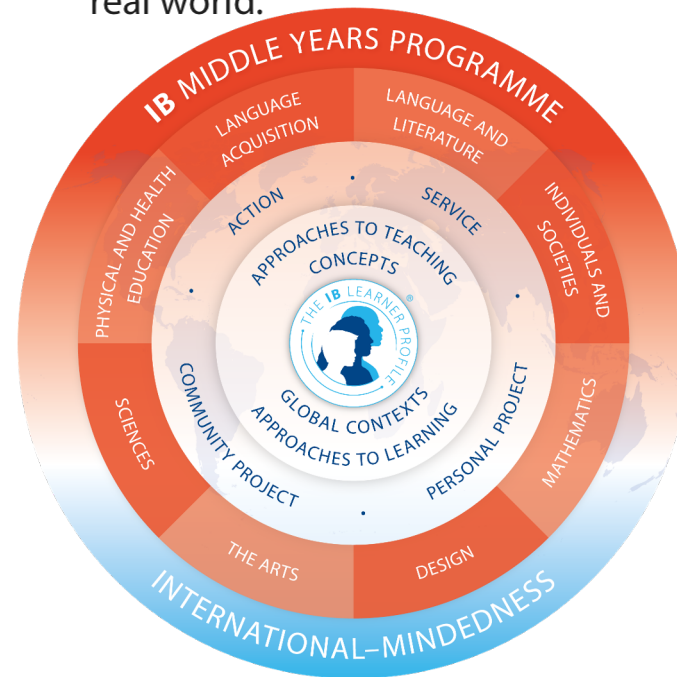 real world.
IB MIDDLE YEARS PROGRAMME
LANGUAGE
ACQUISITION
LANGUAGE AND
LITERATURE
PHYSICAL AND HEALTH
EDUCATION
INDIVIDUALS AND
SOCIETIES
SCIENCES
MATHEMATICS
THE ARTS
DESIGN
ACTION
SERVICE
COMMUNITY PROJECT
PERSONAL PROJECT
APPROACHES TO TEACHING
CONCEPTS
THE IB LEARNER PROFILE
®
GLOBAL CONTEXTS
APPROACHES TO LEARNING
INTERNATIONAL–MINDEDNESS